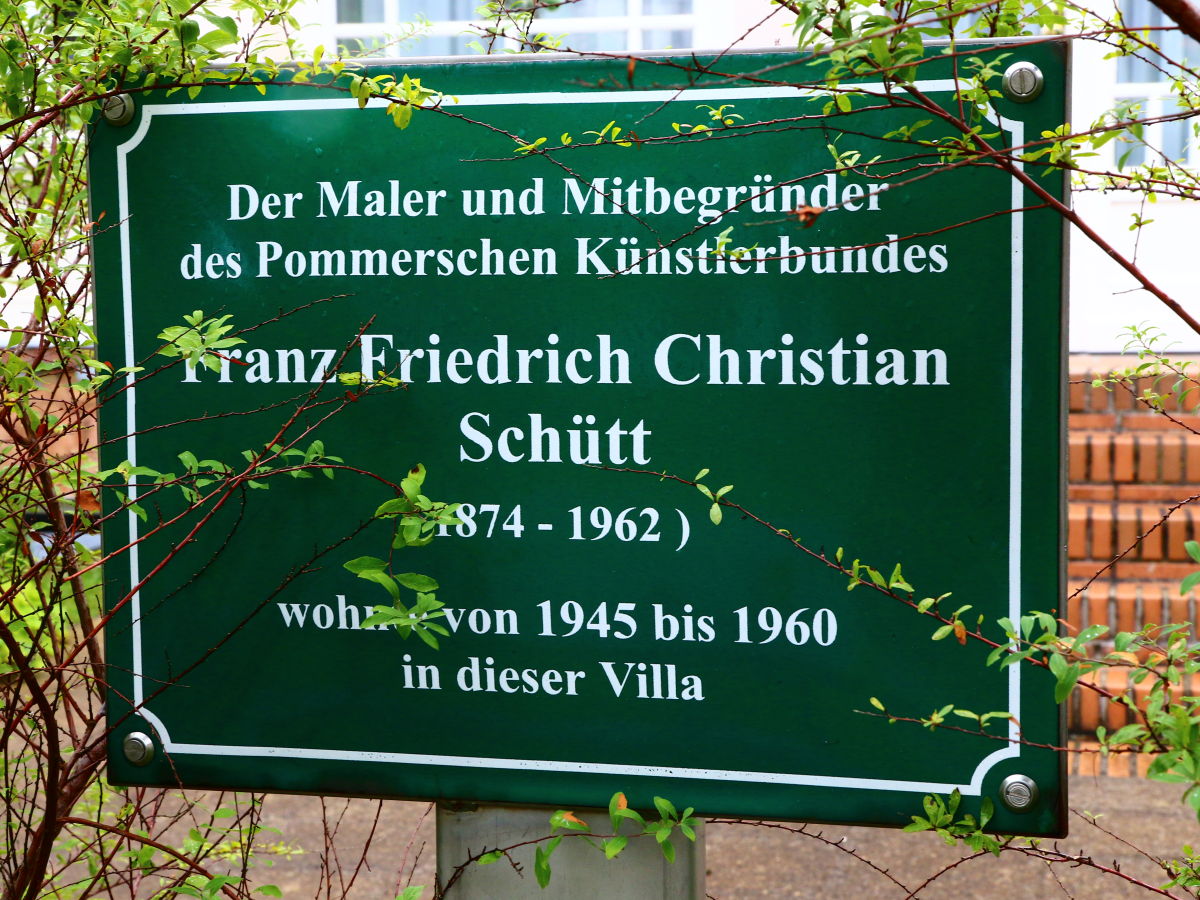 Der Maler und Mitbegründer
des Pommerschen Künstlerbundes
Franz Friedrich Christian
Schütt
1874 - 1962 )
wohnte von 1945 bis 1960
in dieser Villa